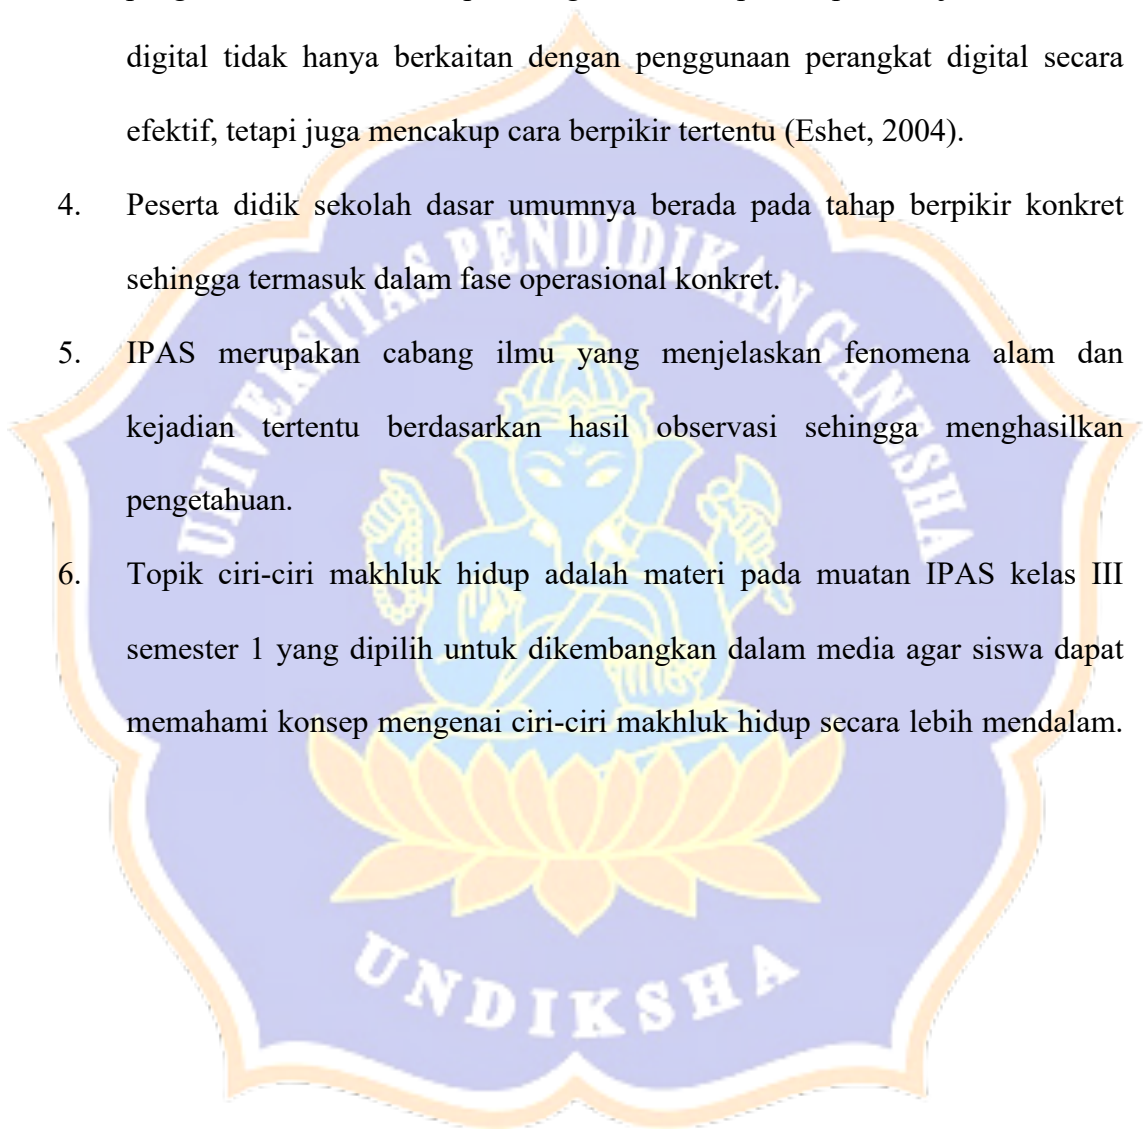 digital tidak hanya berkaitan dengan penggunaan perangkat digital secara
efektif, tetapi juga mencakup cara berpikir tertentu (Eshet, 2004).
4. Peserta didik sekolah dasar umumnya berada pada tahap berpikir konkret
sehingga termasuk dalam fase operasional konkret.
5. IPAS merupakan cabang ilmu yang menjelaskan fenomena alam dan
kejadian tertentu berdasarkan hasil observasi sehingga menghasilkan
pengetahuan.
6. Topik ciri-ciri makhluk hidup adalah materi pada muatan IPAS kelas III
semester 1 yang dipilih untuk dikembangkan dalam media agar siswa dapat
memahami konsep mengenai ciri-ciri makhluk hidup secara lebih mendalam.
UNIVERSITAS PENDIDIKAN GANESHA
UNDIKSHA